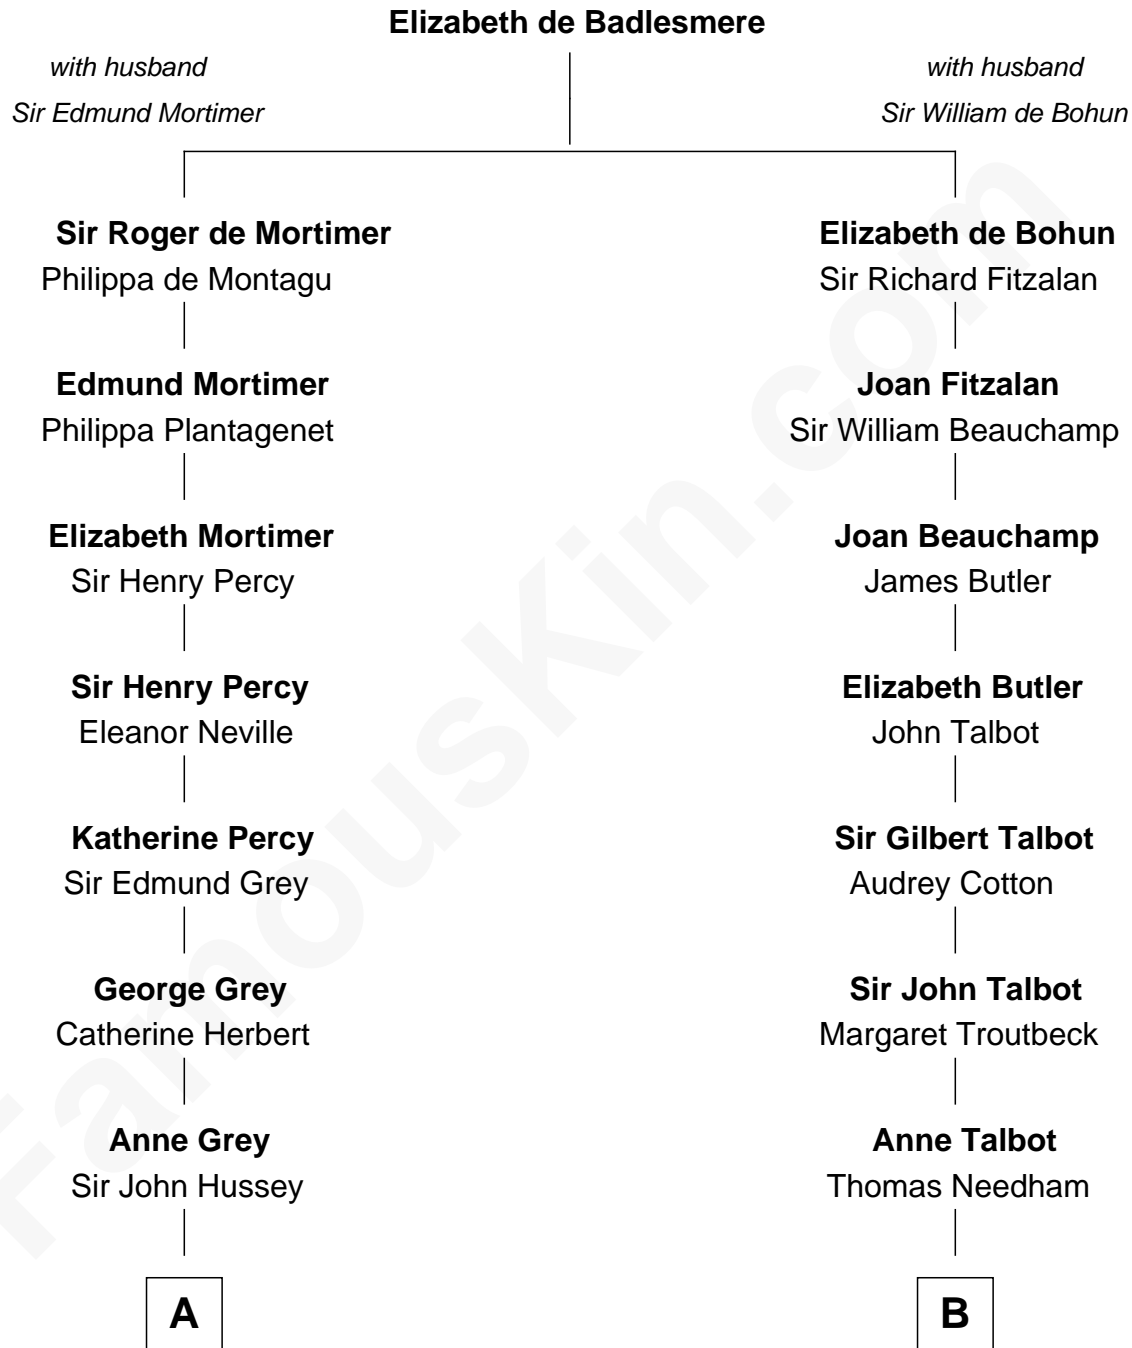 Elizabeth de Badlesmere
with husband
Sir Edmund Mortimer
with husband
Sir William de Bohun
Sir Roger de Mortimer
Philippa de Montagu
Elizabeth de Bohun
Sir Richard Fitzalan
Edmund Mortimer
Philippa Plantagenet
Joan Fitzalan
Sir William Beauchamp
Elizabeth Mortimer
Sir Henry Percy
Joan Beauchamp
James Butler
Sir Henry Percy
Eleanor Neville
Elizabeth Butler
John Talbot
Katherine Percy
Sir Edmund Grey
Sir Gilbert Talbot
Audrey Cotton
George Grey
Catherine Herbert
Sir John Talbot
Margaret Troutbeck
Anne Grey
Sir John Hussey
Anne Talbot
Thomas Needham
A
B
FamousKin.com